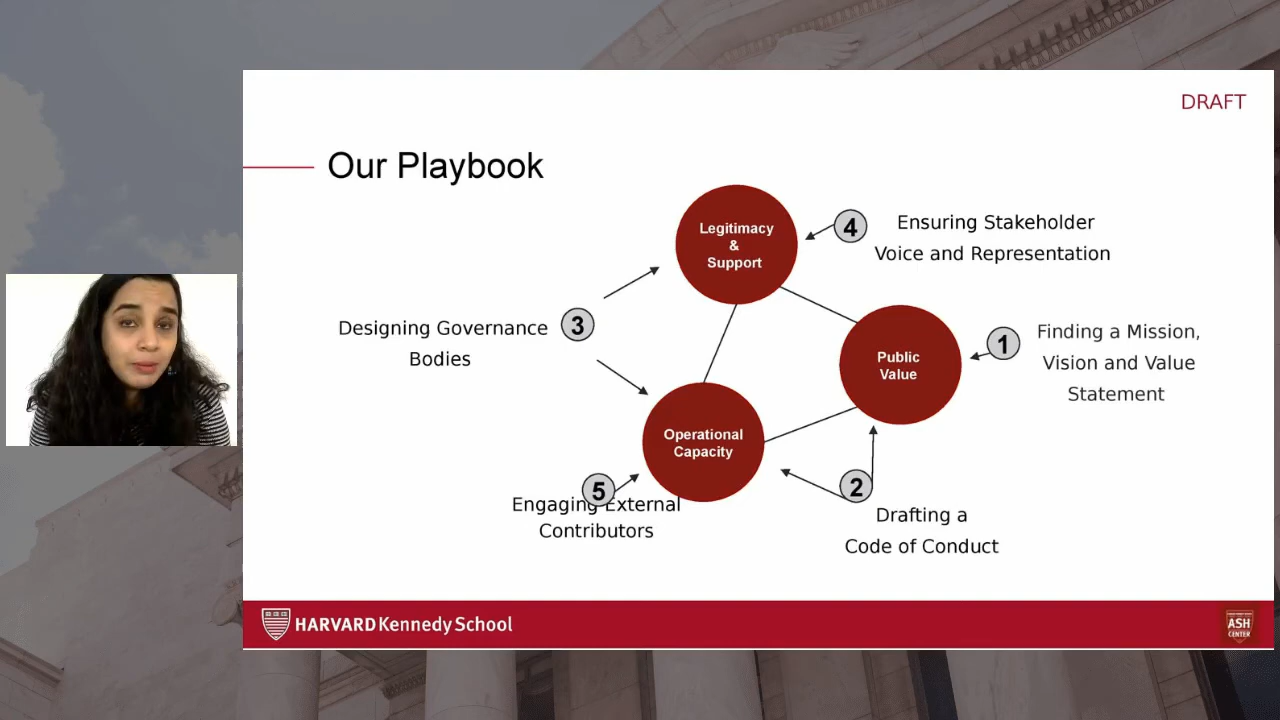 DRAFT
Our Playbook
Legitimacy
&
Support
4
Ensuring Stakeholder
Voice and Representation
3
Designing Governance
Bodies
Public
Value
1
Finding a Mission,
Vision and Value
Statement
Operational
Capacity
5
Engaging External
Contributors
2
Drafting a
Code of Conduct
HARVARD Kennedy School
ASH
CENTER